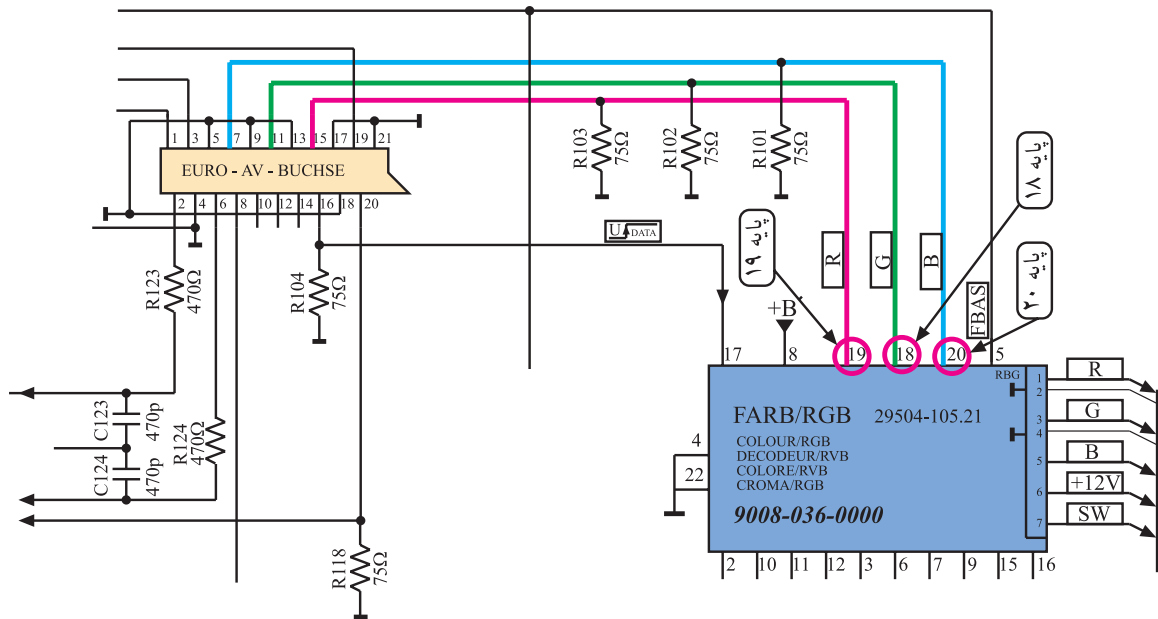 1 3 5 7 9 11 13 15 17 19 21
EURO - AV - BUCHSE
2 4 6 8 10 12 14 16 18 20
R103
75Ω
R102
75Ω
R101
75Ω
R123
470Ω
R104
75Ω
U DATA
پایه ۱۹
R
G
B
پایه ۱۸
پایه ۲۰
FBAS
+B
17 8 19 18 20 5
C123
470p
C124
470p
R124
470Ω
R118
75Ω
4
22
FARB/RGB 29504-105.21
COLOUR/RGB
DECODEUR/RVB
COLORE/RVB
CROMA/RGB
9008-036-0000
RBG
1 R
2
3 G
4
5 B
6 +12V
7 SW
2 10 11 12 3 6 7 9 15 16